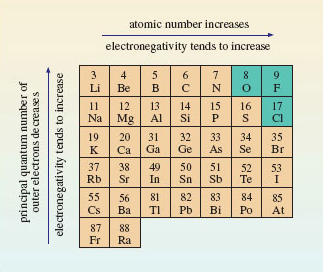 atomic number increases
electronegativity tends to increase
principal quantum number of
outer electrons decreases
electronegativity tends to increase
3 4 5 6 7 8 9
Li Be B C N O F
11 12 13 14 15 16 17
Na Mg Al Si P S Cl
19 20 31 32 33 34 35
K Ca Ga Ge As Se Br
37 38 49 50 51 52 53
Rb Sr In Sn Sb Te I
55 56 81 82 83 84 85
Cs Ba Tl Pb Bi Po At
87 88
Fr Ra